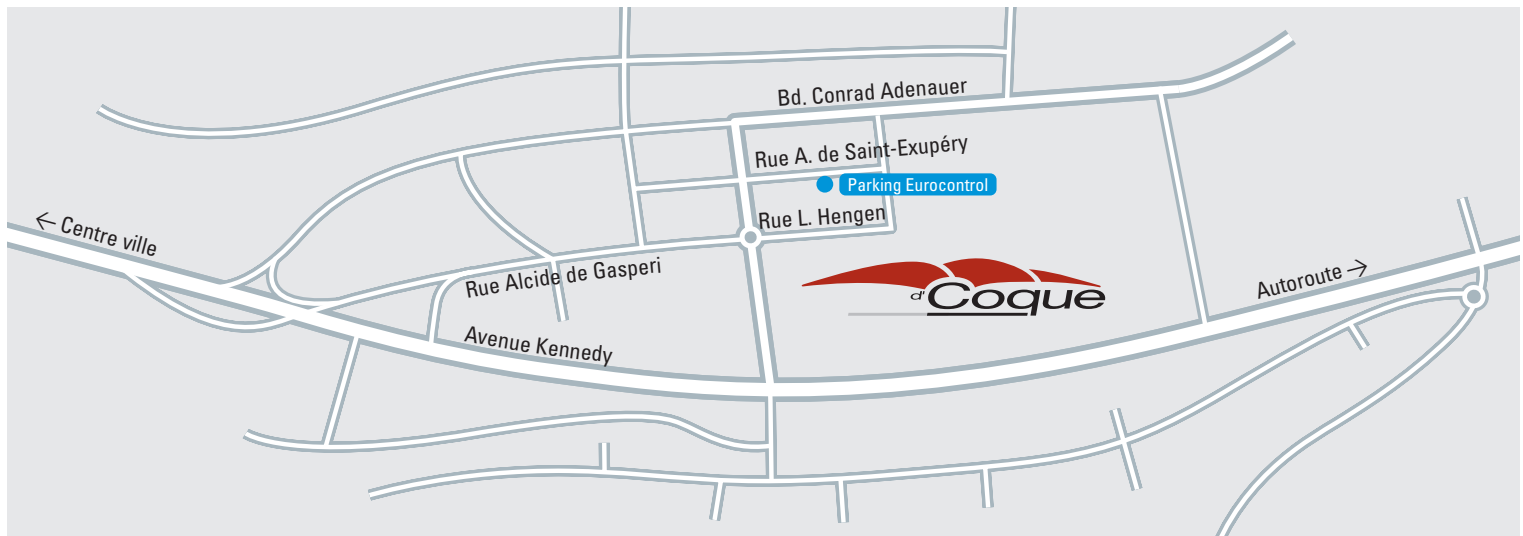 Bd. Conrad Adenauer
Rue A. de Saint-Exupéry
Parking Eurocontrol
Rue L. Hengen
← Centre ville
Rue Alcide de Gasperi
Autoroute →
d'Coque
Avenue Kennedy